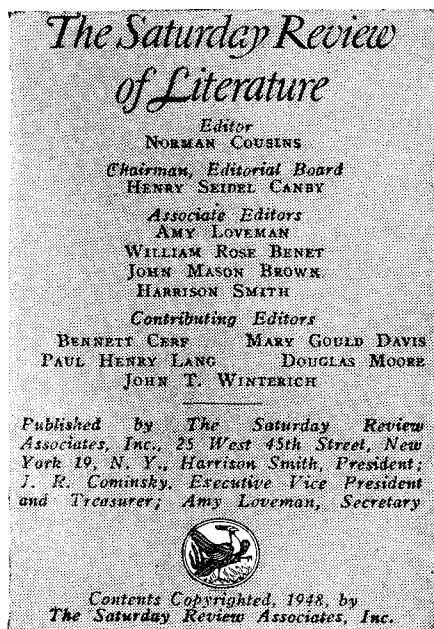 The Saturday Review
of Literature
Editor
NORMAN COUSINS
Chairman, Editorial Board
HENRY SEIDEL CANBY
Associate Editors
AMY LOVEMAN
WILLIAM ROSE BENET
JOHN MASON BROWN
HARRISON SMITH
Contributing Editors
BENNETT CERF MARY GOULD DAVIS
PAUL HENRY LANG DOUGLAS MOORE
JOHN T. WINTERICH
Published by The Saturday Review
Associates, Inc., 25 West 45th Street, New
York 19, N. Y., Harrison Smith, President;
J. R. Cominsky, Executive Vice President
and Treasurer; Amy Loveman, Secretary
Contents Copyrighted, 1948, by
The Saturday Review Associates, Inc.